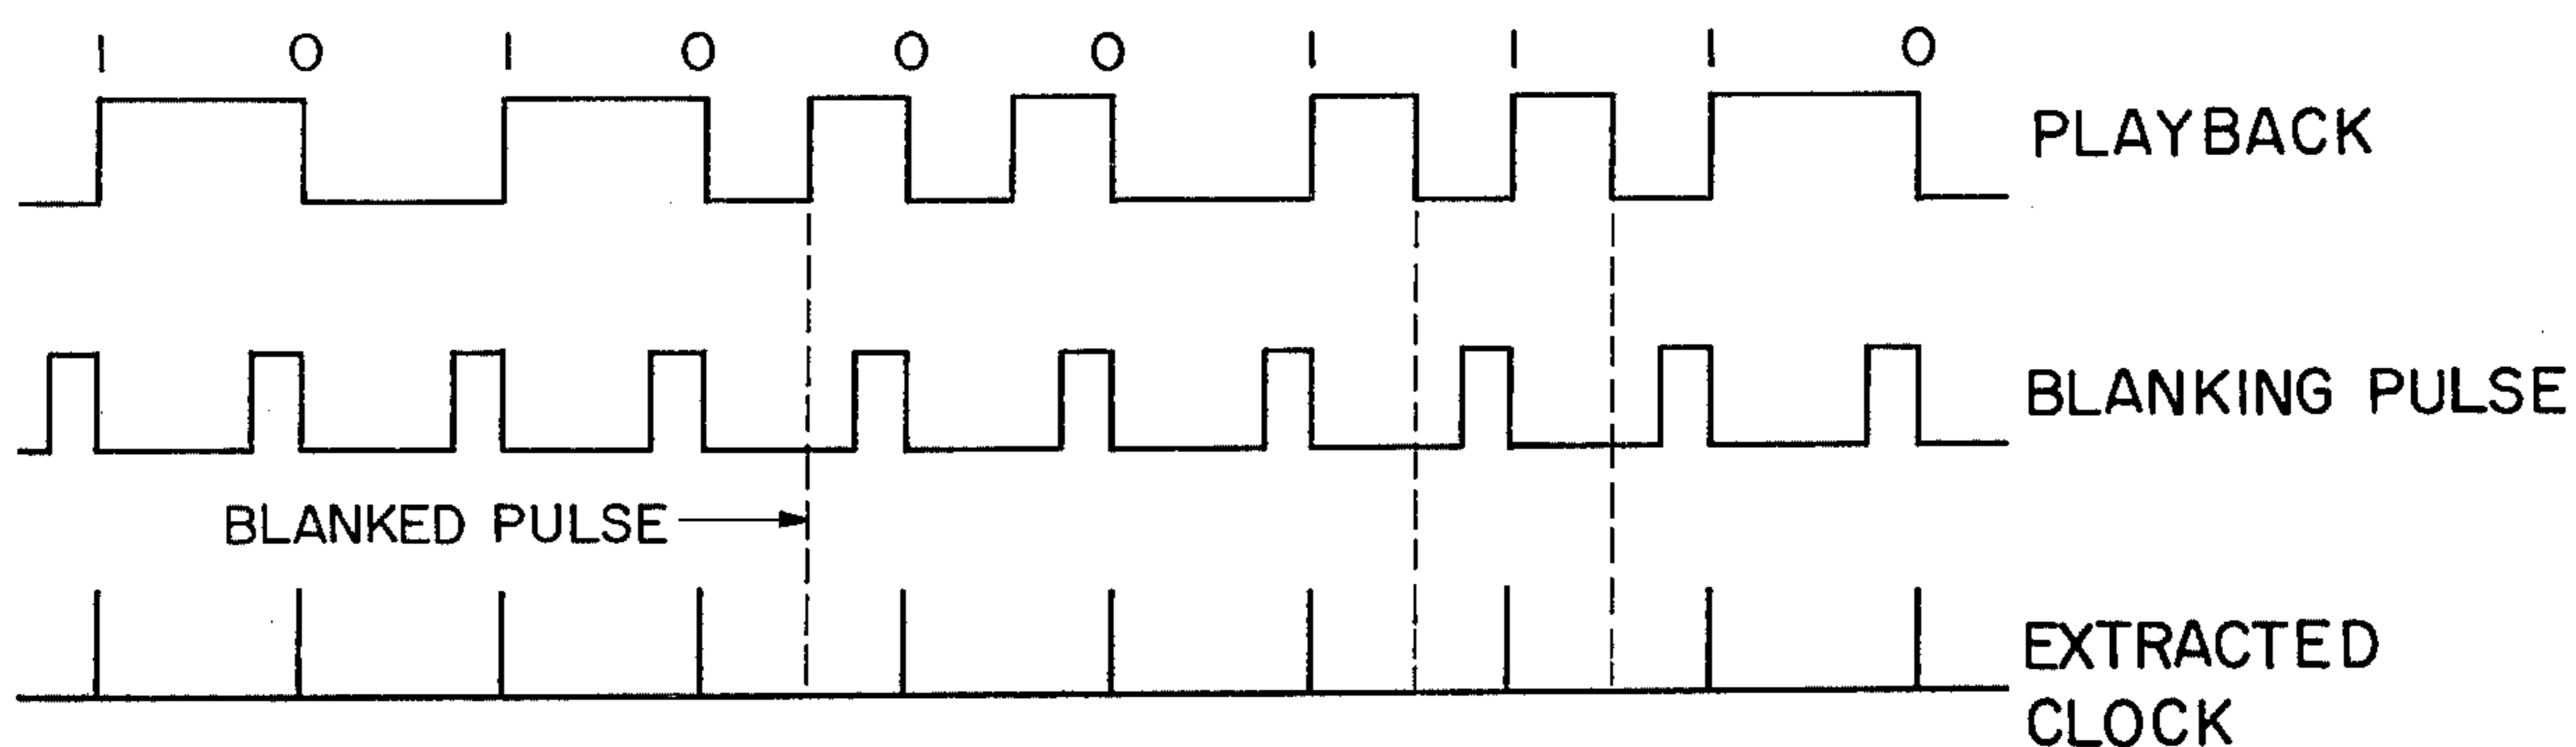 1 0 1 0 0 0 1 1 1 0
PLAYBACK
BLANKING PULSE
BLANKED PULSE
EXTRACTED
CLOCK